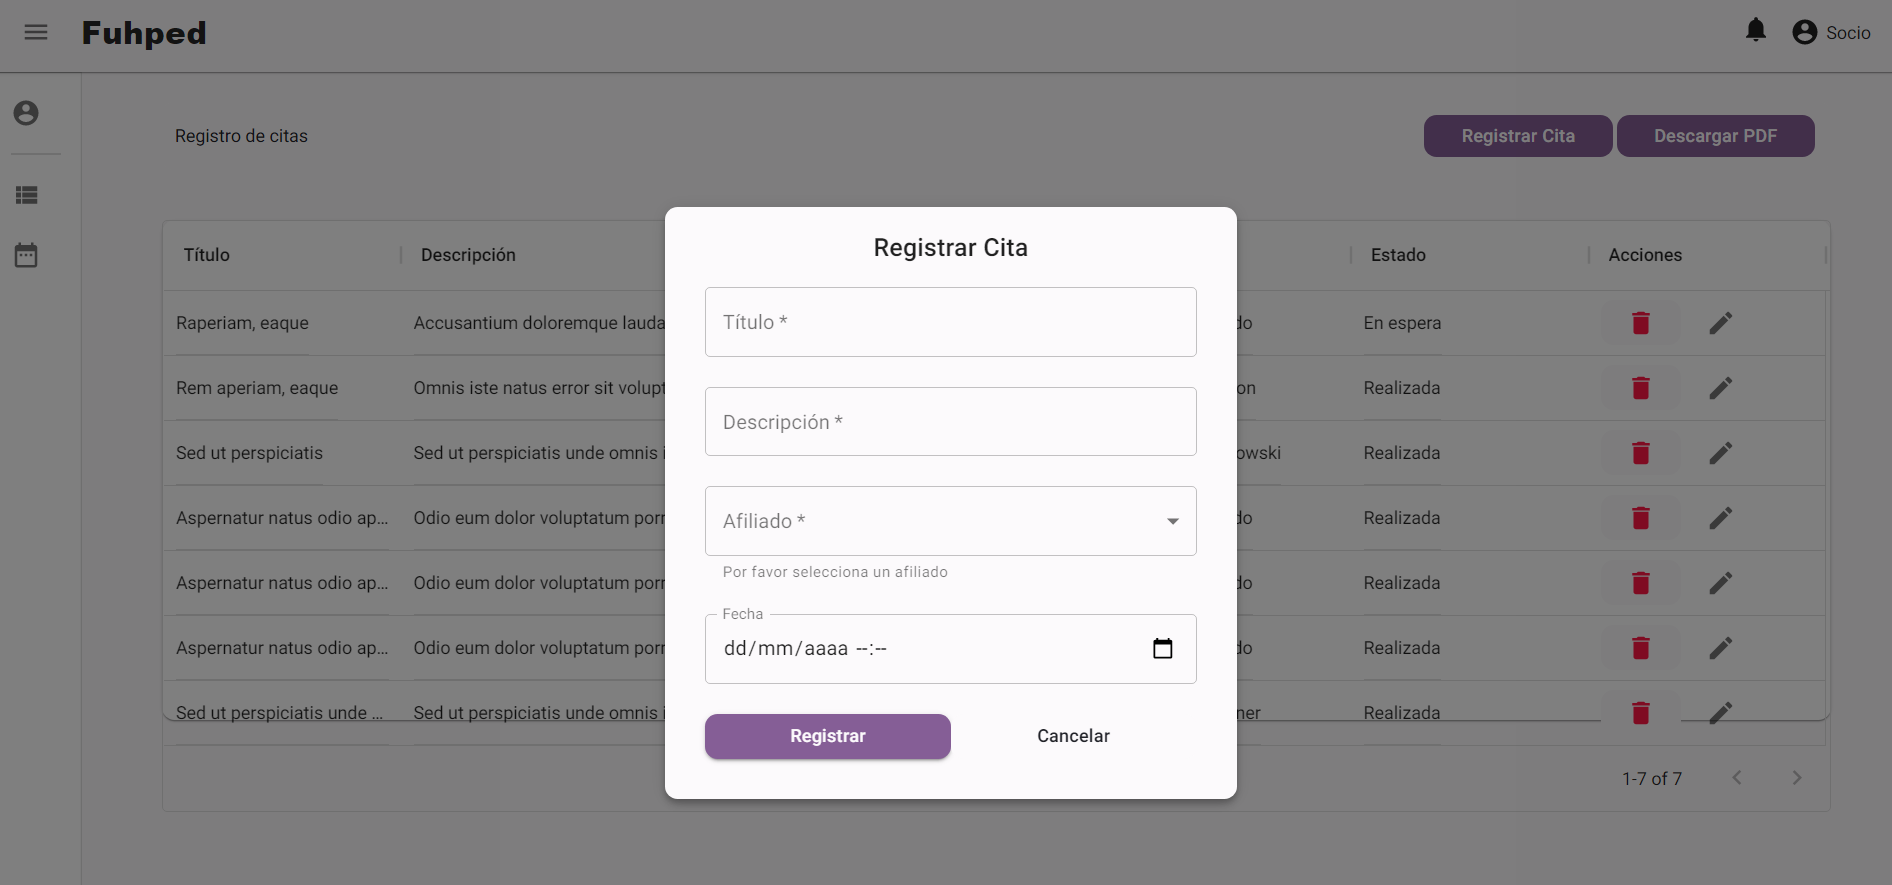 Fuhped
Socio
Registro de citas
Registrar Cita
Descargar PDF
Título
Descripción
Estado
Acciones
Raperiam, eaque
Accusantium doloremque lauda
do
En espera
Rem aperiam, eaque
Omnis iste natus error sit volupt
on
Realizada
Sed ut perspiciatis
Sed ut perspiciatis unde omnis i
owski
Realizada
Aspernatur natus odio ap...
Odio eum dolor voluptatum porr
do
Realizada
Aspernatur natus odio ap...
Odio eum dolor voluptatum porr
do
Realizada
Aspernatur natus odio ap...
Odio eum dolor voluptatum porr
do
Realizada
Sed ut perspiciatis unde ...
Sed ut perspiciatis unde omnis i
ner
Realizada
1-7 of 7
Registrar Cita
Título *
Descripción *
Afiliado *
Por favor selecciona un afiliado
Fecha
dd/mm/aaaa --:--
Registrar
Cancelar